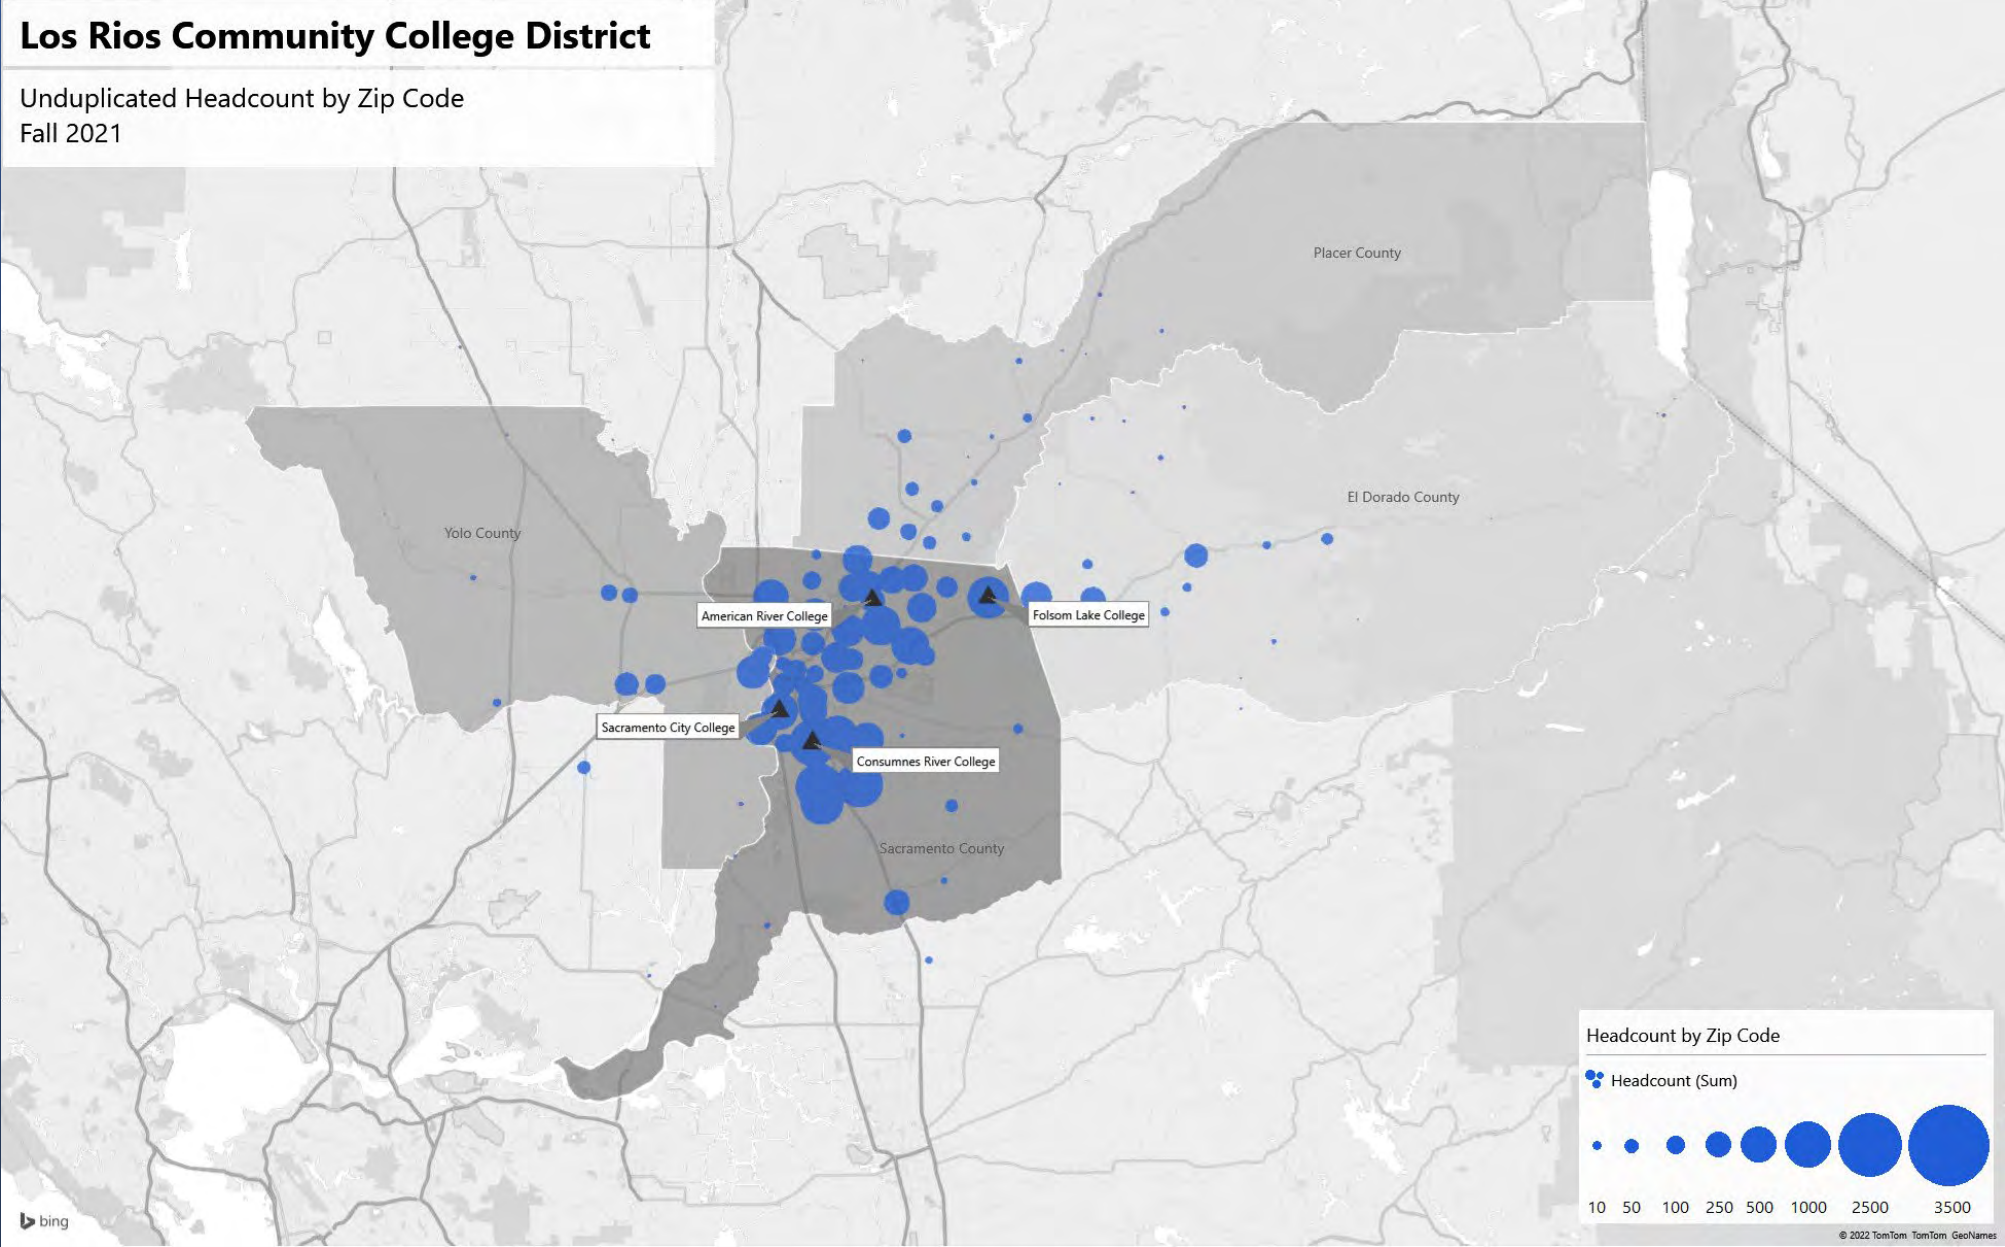 Los Rios Community College District
Unduplicated Headcount by Zip Code
Fall 2021
Placer County
El Dorado County
Yolo County
American River College
Folsom Lake College
Sacramento City College
Consumnes River College
Sacramento County
Headcount by Zip Code
Headcount (Sum)
10 50 100 250 500 1000 2500 3500
bing
© 2022 TomTom TomTom GeoNames